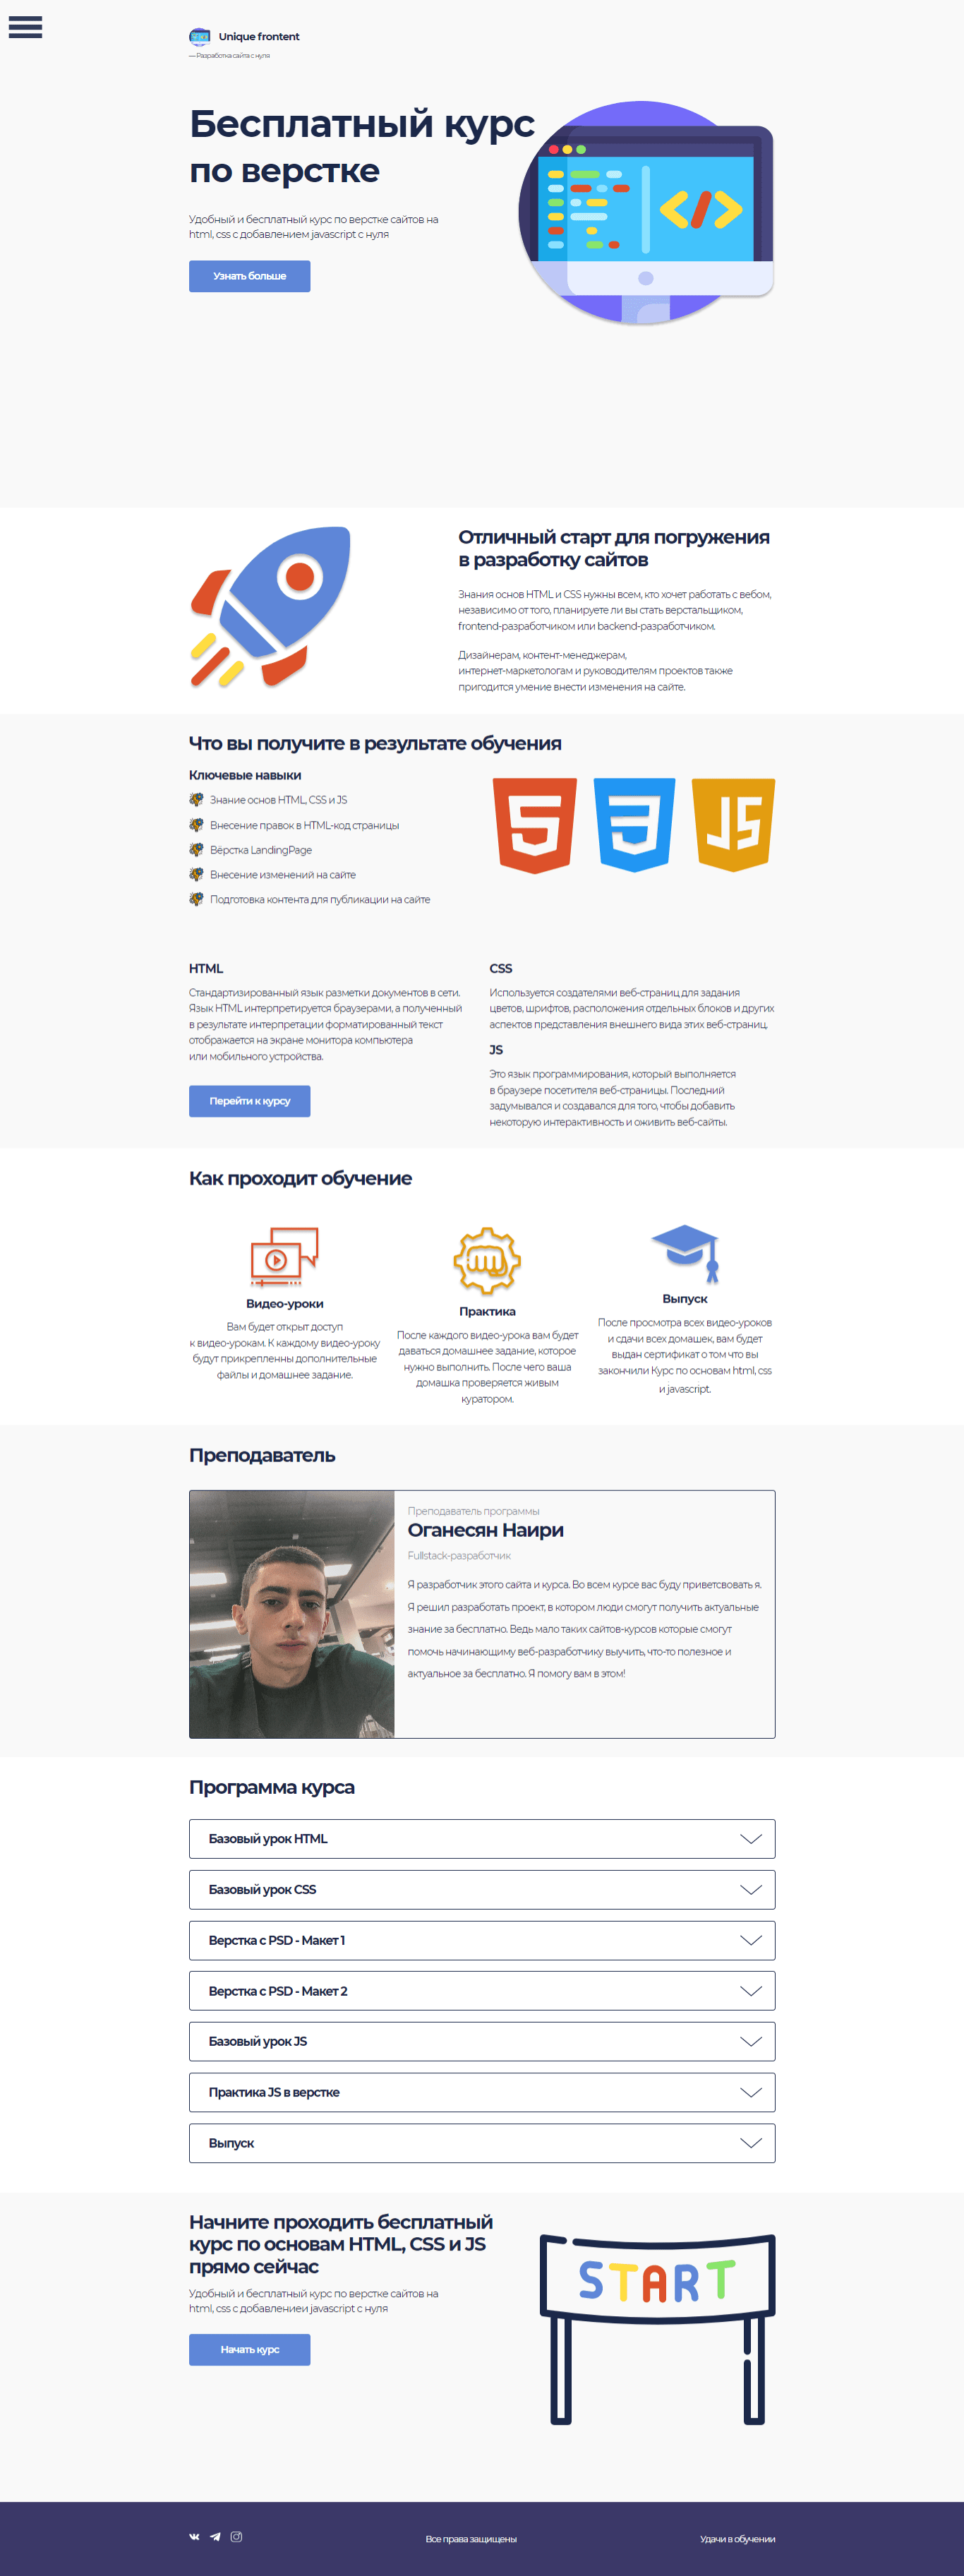 Unique frontent
— Разработка сайта с нуля
Бесплатный курс
по верстке
Удобный и бесплатный курс по верстке сайтов на
html, css с добавлением javascript с нуля
Узнать больше
</>
Отличный старт для погружения
в разработку сайтов
Знания основ HTML и CSS нужны всем, кто хочет работать с вебом,
независимо от того, планируете ли вы стать верстальщиком,
frontend-разработчиком или backend-разработчиком.
Дизайнерам, контент-менеджерам,
интернет-маркетологам и руководителям проектов также
пригодится умение внести изменения на сайте.
Что вы получите в результате обучения
Ключевые навыки
Знание основ HTML, CSS и JS
Внесение правок в HTML-код страницы
Вёрстка LandingPage
Внесение изменений на сайте
Подготовка контента для публикации на сайте
5
3
JS
HTML
Стандартизированный язык разметки документов в сети.
Язык HTML интерпретируется браузерами, а полученный
в результате интерпретации форматированный текст
отображается на экране монитора компьютера
или мобильного устройства.
Перейти к курсу
CSS
Используется создателями веб-страниц для задания
цветов, шрифтов, расположения отдельных блоков и других
аспектов представления внешнего вида этих веб-страниц.
JS
Это язык программирования, который выполняется
в браузере посетителя веб-страницы. Последний
задумывался и создавался для того, чтобы добавить
некоторую интерактивность и оживить веб-сайты.
Как проходит обучение
Видео-уроки
Вам будет открыт доступ
к видео-урокам. К каждому видео-уроку
будут прикрепленны дополнительные
файлы и домашнее задание.
Практика
После каждого видео-урока вам будет
даваться домашнее задание, которое
нужно выполнить. После чего ваша
домашка проверяется живым
куратором.
Выпуск
После просмотра всех видео-уроков
и сдачи всех домашек, вам будет
выдан сертификат о том что вы
закончили Курс по основам html, css
и javascript.
Преподаватель
Преподаватель программы
Оганесян Наири
Fullstack-разработчик
Я разработчик этого сайта и курса. Во всем курсе вас буду приветсвовать я.
Я решил разработать проект, в котором люди смогут получить актуальные
знание за бесплатно. Ведь мало таких сайтов-курсов которые смогут
помочь начинающиму веб-разработчику выучить, что-то полезное и
актуальное за бесплатно. Я помогу вам в этом!
Программа курса
Базовый урок HTML
Базовый урок CSS
Верстка с PSD - Макет 1
Верстка с PSD - Макет 2
Базовый урок JS
Практика JS в верстке
Выпуск
Начните проходить бесплатный
курс по основам HTML, CSS и JS
прямо сейчас
Удобный и бесплатный курс по верстке сайтов на
html, css с добавлениеи javascript с нуля
Начать курс
START
Все права защищены
Удачи в обучении